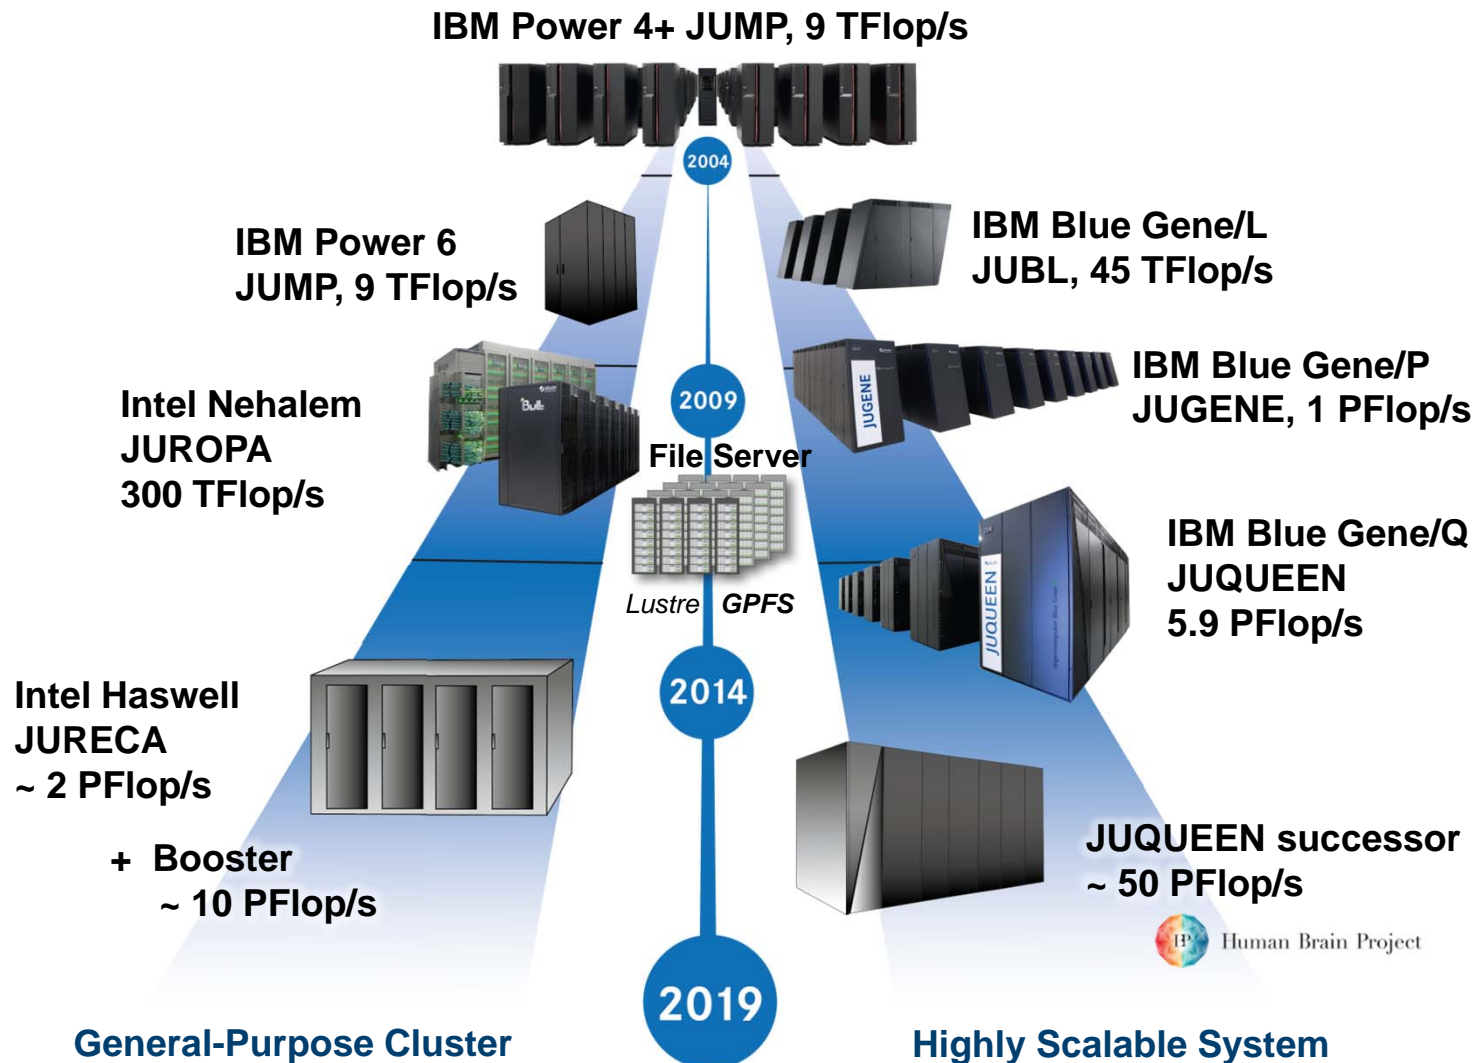 IBM Power 4+ JUMP, 9 TFlop/s
2004
IBM Power 6
JUMP, 9 TFlop/s
IBM Blue Gene/L
JUBL, 45 TFlop/s
Intel Nehalem
JUROPA
300 TFlop/s
Bull
2009
JUGENE
IBM Blue Gene/P
JUGENE, 1 PFlop/s
File Server
Lustre GPFS
JUQUEEN
IBM Blue Gene/Q
JUQUEEN
5.9 PFlop/s
2014
Intel Haswell
JURECA
~ 2 PFlop/s
+ Booster
~ 10 PFlop/s
JUQUEEN successor
~ 50 PFlop/s
Human Brain Project
2019
General-Purpose Cluster
Highly Scalable System